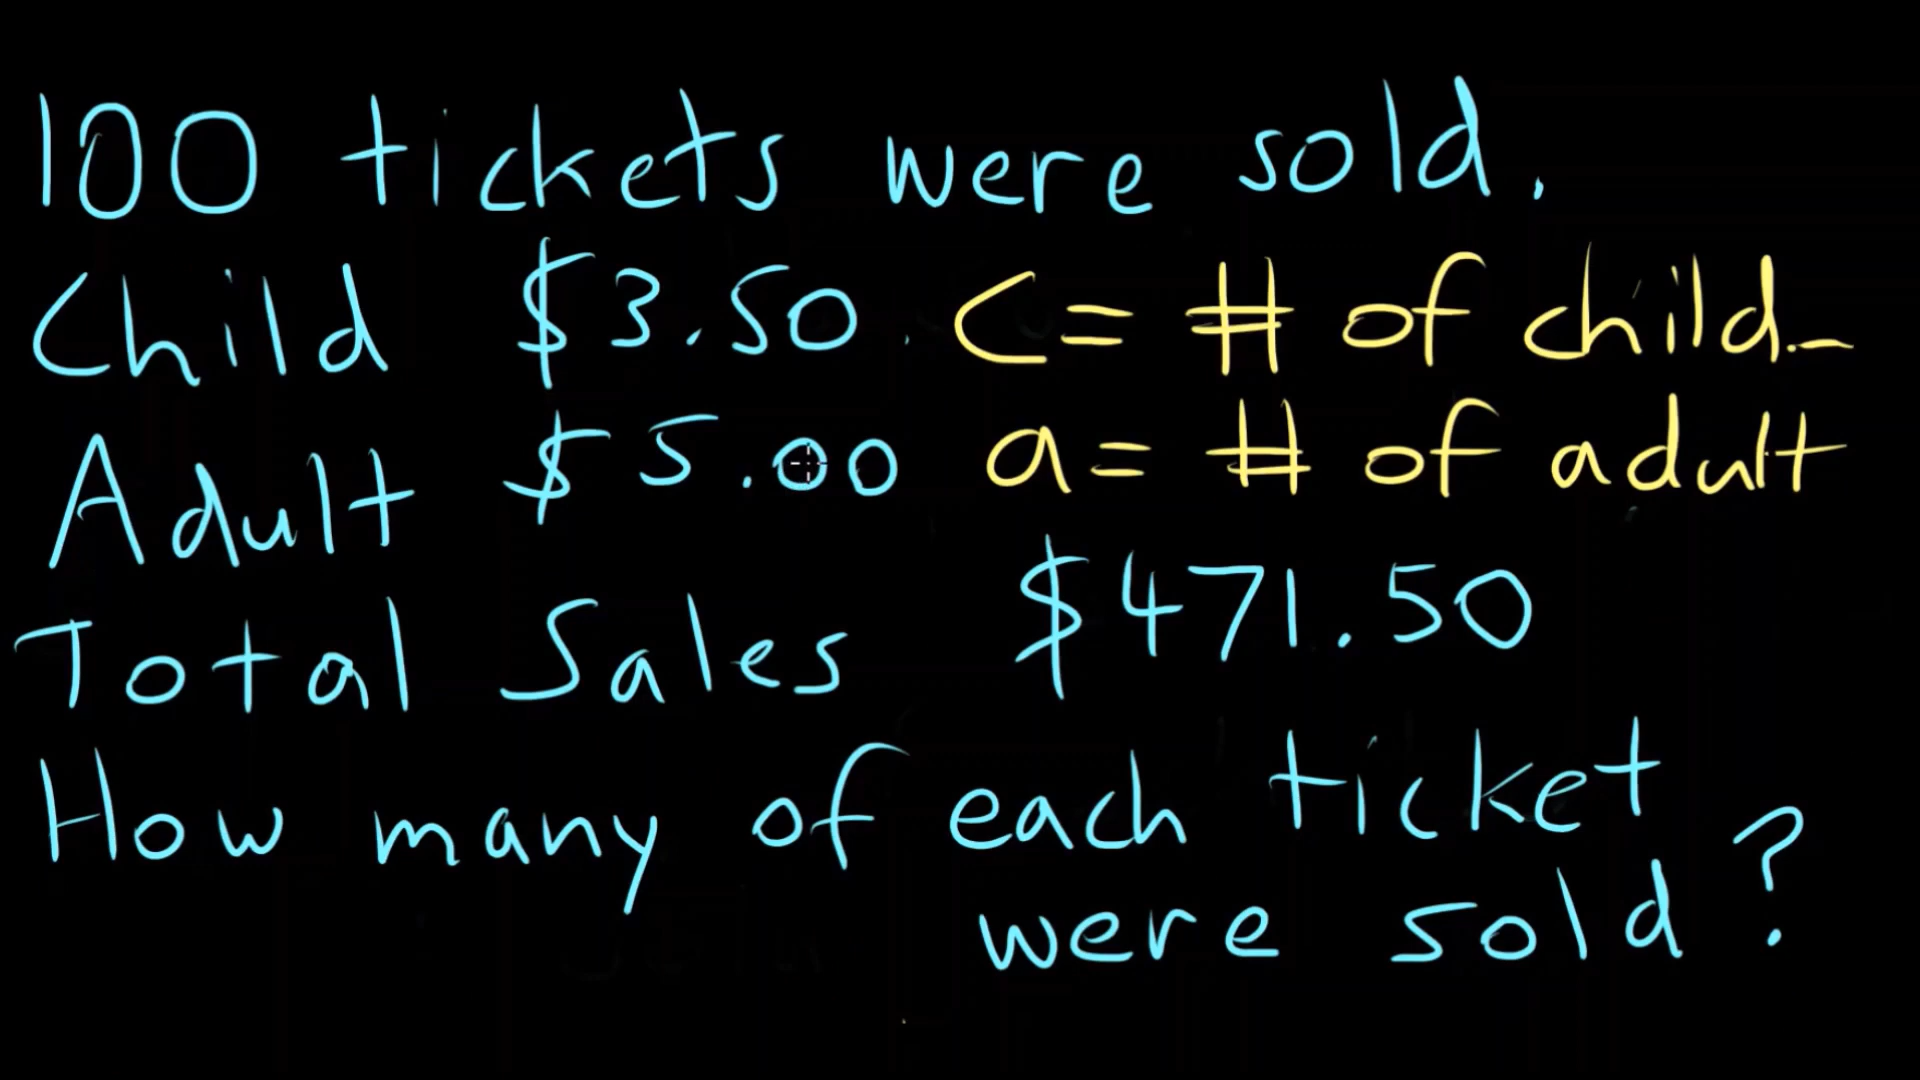 100 tickets were sold.
Child $3.50 c = # of child
Adult $5.00 a = # of adult
Total Sales $471.50
How many of each ticket
were sold?